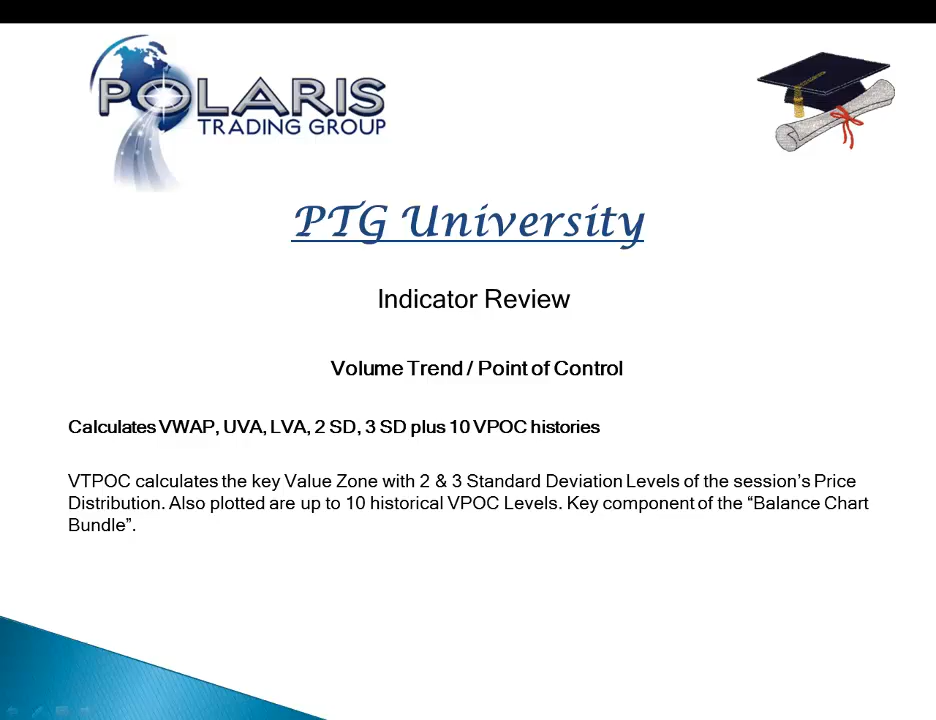 POLARIS
TRADING GROUP
PTG University
Indicator Review
Volume Trend / Point of Control
Calculates VWAP, UVA, LVA, 2 SD, 3 SD plus 10 VPOC histories
VTPOC calculates the key Value Zone with 2 & 3 Standard Deviation Levels of the session’s Price
Distribution. Also plotted are up to 10 historical VPOC Levels. Key component of the “Balance Chart
Bundle”.